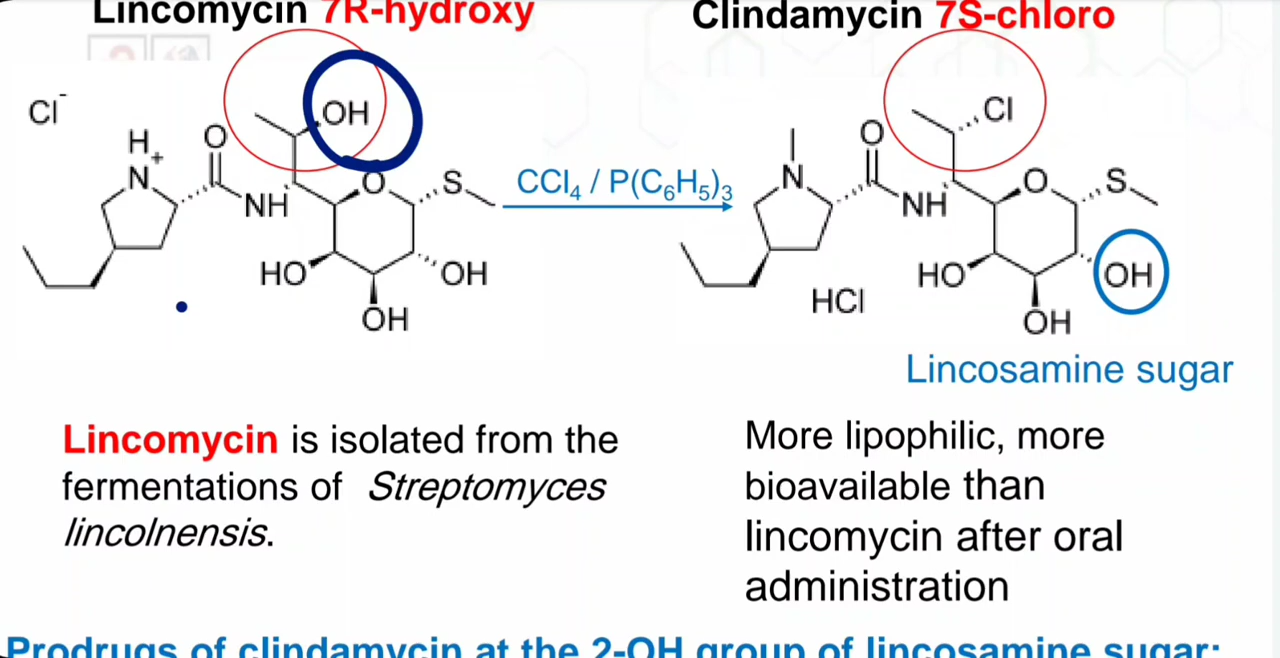 Lincomycin 7R-hydroxy
Clindamycin 7S-chloro
Cl-
H
N+
O
OH
NH
O
S
HO
OH
OH
CCl4 / P(C6H5)3
N
O
Cl
NH
O
S
HO
OH
OH
HCl
Lincosamine sugar
Lincomycin is isolated from the
fermentations of Streptomyces
lincolnensis.
More lipophilic, more
bioavailable than
lincomycin after oral
administration
Prodrugs of clindamycin at the 2-OH group of lincosamine sugar: